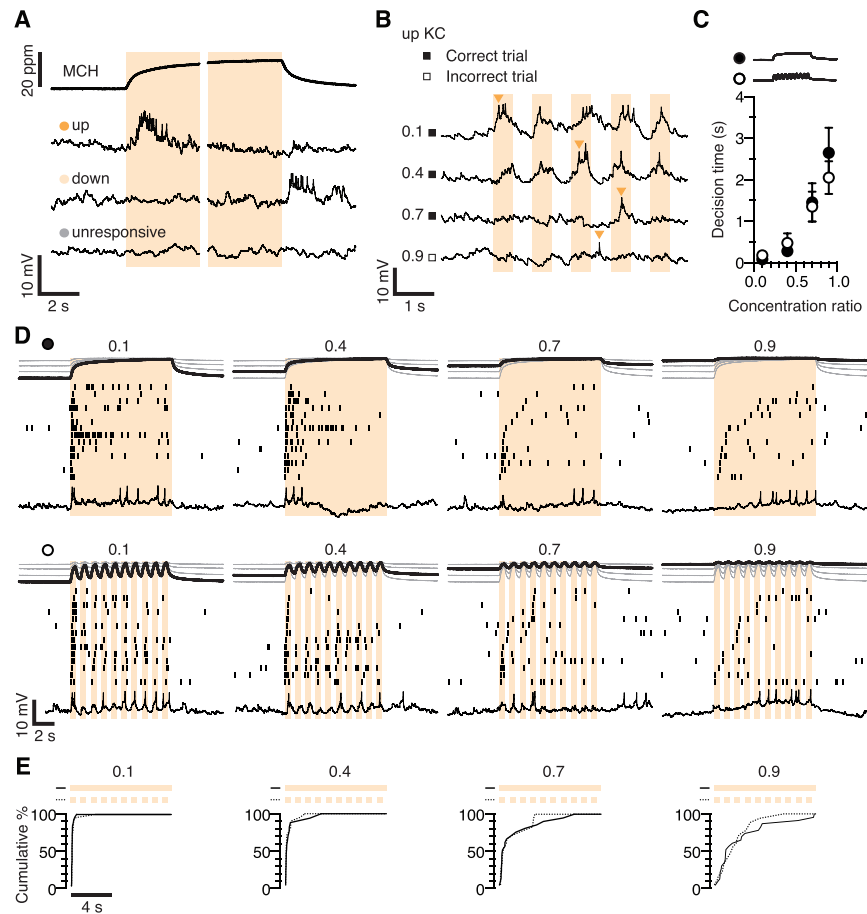 A
20 ppm
MCH
up
down
unresponsive
10 mV
2 s
B
up KC
Correct trial
Incorrect trial
0.1
0.4
0.7
0.9
10 mV
1 s
C
Decision time (s)
4
3
2
1
0
0.0 0.5 1.0
Concentration ratio
D
0.1 0.4 0.7 0.9
0.1 0.4 0.7 0.9
10 mV
2 s
E
0.1 0.4 0.7 0.9
Cumulative %
100 100 100 100
50 50 50 50
0 0 0 0
4 s